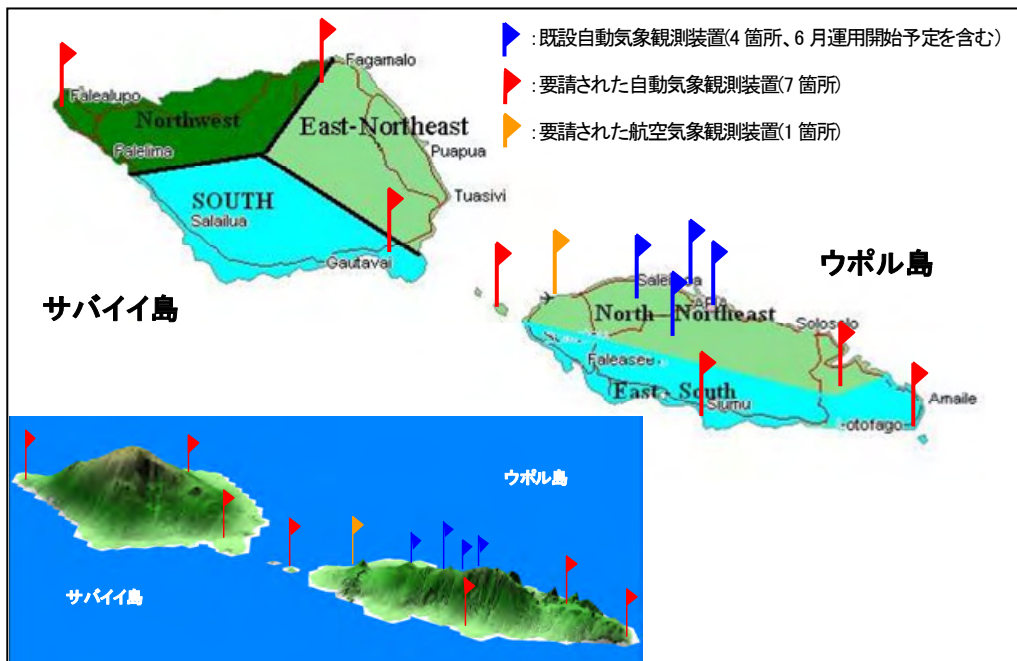 :既設自動気象観測装置(4箇所、6月運用開始予定を含む)
:要請された自動気象観測装置(7箇所)
:要請された航空気象観測装置(1箇所)
Fagamalo
Falealupo
Northwest
East-Northeast
Puapua
Falelima
Tuasivi
SOUTH
Salailua
Gautavai
サバイイ島
ウポル島
North - Northeast
Solosolo
Faleasee
East - South
Siumu
Amaile
ウポル島
サバイイ島